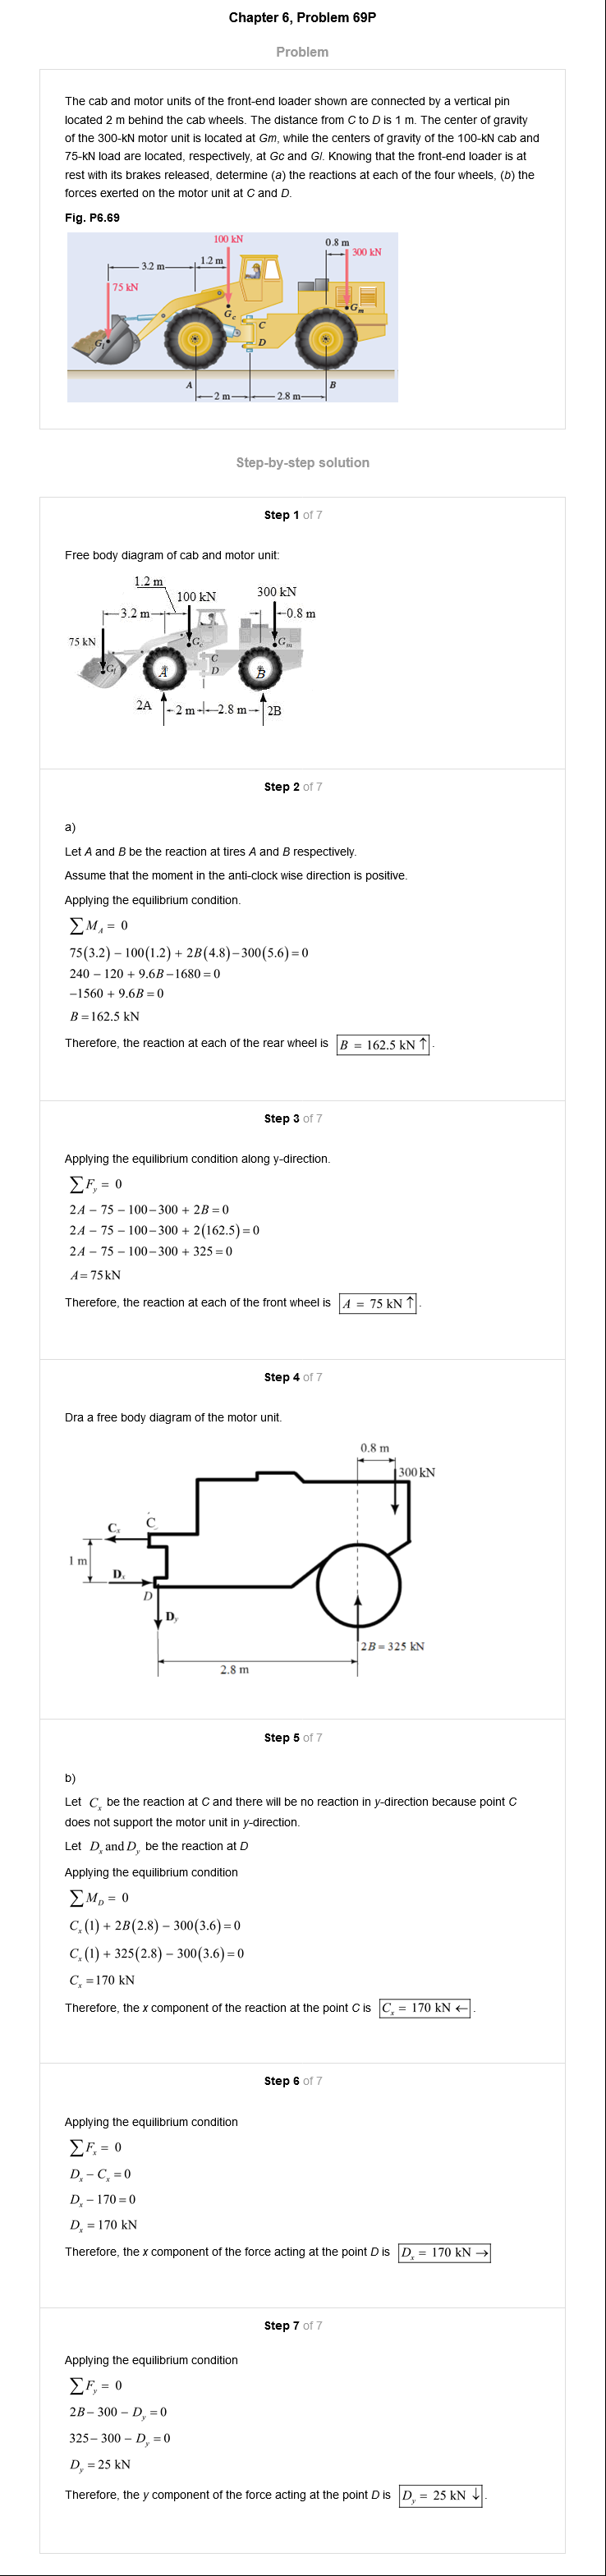 Chapter 6, Problem 69P
Problem
The cab and motor units of the front-end loader shown are connected by a vertical pin
located 2 m behind the cab wheels. The distance from C to D is 1 m. The center of gravity
of the 300-kN motor unit is located at Gm, while the centers of gravity of the 100-kN cab and
75-kN load are located, respectively, at Gc and Gl. Knowing that the front-end loader is at
rest with its brakes released, determine (a) the reactions at each of the four wheels, (b) the
forces exerted on the motor unit at C and D.
Fig. P6.69
100 kN
0.8 m
300 kN
1.2 m
3.2 m
75 kN
Gc
Gm
C
Gl
D
A
B
2 m
2.8 m
Step-by-step solution
Step 1 of 7
Free body diagram of cab and motor unit:
1.2 m
100 kN
300 kN
3.2 m
0.8 m
75 kN
Gc
Gm
C
Gl
A
D
B
2A
2 m
2.8 m
2B
Step 2 of 7
a)
Let A and B be the reaction at tires A and B respectively.
Assume that the moment in the anti-clock wise direction is positive.
Applying the equilibrium condition.
∑M_A = 0
75(3.2) − 100(1.2) + 2B(4.8) − 300(5.6) = 0
240 − 120 + 9.6B − 1680 = 0
−1560 + 9.6B = 0
B = 162.5 kN
Therefore, the reaction at each of the rear wheel is B = 162.5 kN ↑.
Step 3 of 7
Applying the equilibrium condition along y-direction.
∑F_y = 0
2A − 75 − 100 − 300 + 2B = 0
2A − 75 − 100 − 300 + 2(162.5) = 0
2A − 75 − 100 − 300 + 325 = 0
A = 75 kN
Therefore, the reaction at each of the front wheel is A = 75 kN ↑.
Step 4 of 7
Dra a free body diagram of the motor unit.
0.8 m
300 kN
Cx
C
1 m
Dx
D
Dy
2B = 325 kN
2.8 m
Step 5 of 7
b)
Let C_x be the reaction at C and there will be no reaction in y-direction because point C
does not support the motor unit in y-direction.
Let D_x and D_y be the reaction at D
Applying the equilibrium condition
∑M_D = 0
C_x(1) + 2B(2.8) − 300(3.6) = 0
C_x(1) + 325(2.8) − 300(3.6) = 0
C_x = 170 kN
Therefore, the x component of the reaction at the point C is C_x = 170 kN ←.
Step 6 of 7
Applying the equilibrium condition
∑F_x = 0
D_x − C_x = 0
D_x − 170 = 0
D_x = 170 kN
Therefore, the x component of the force acting at the point D is D_x = 170 kN →
Step 7 of 7
Applying the equilibrium condition
∑F_y = 0
2B − 300 − D_y = 0
325 − 300 − D_y = 0
D_y = 25 kN
Therefore, the y component of the force acting at the point D is D_y = 25 kN ↓.